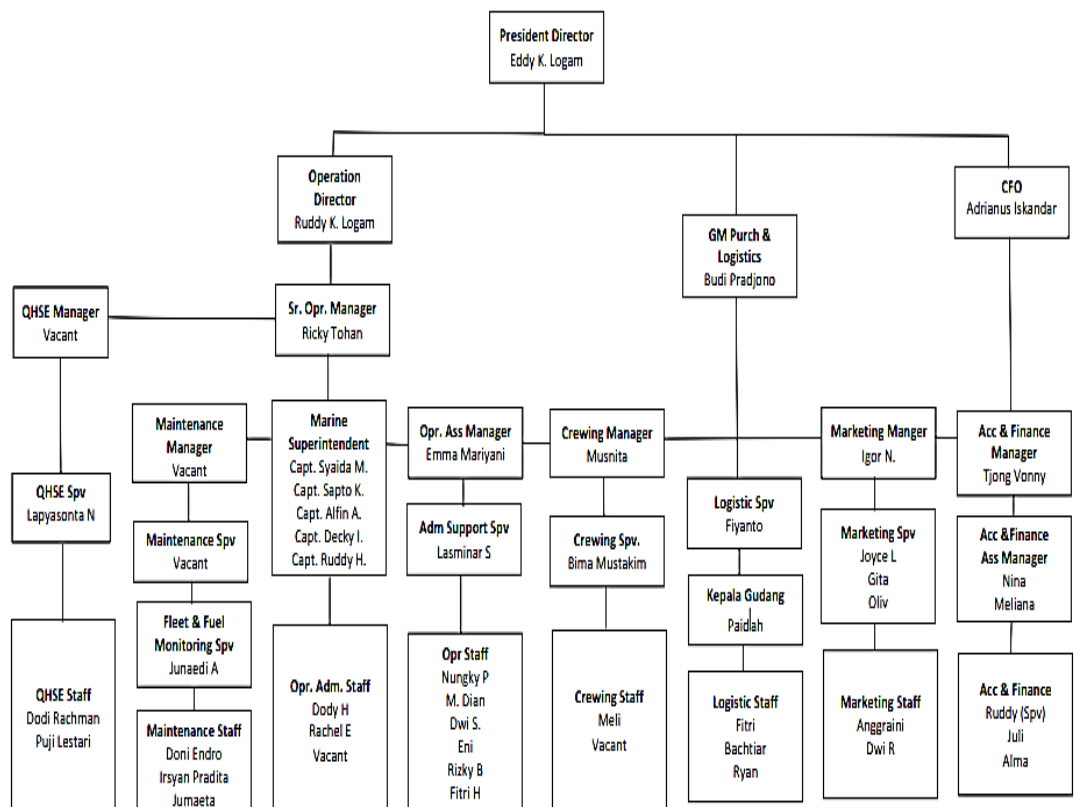 President Director
Eddy K. Logam
Operation
Director
Ruddy K. Logam
GM Purch &
Logistics
Budi Pradjono
CFO
Adrianus Iskandar
QHSE Manager
Vacant
Sr. Opr. Manager
Ricky Tohan
Maintenance
Manager
Vacant
Marine
Superintendent
Capt. Syaida M.
Capt. Sapto K.
Capt. Alfin A.
Capt. Decky I.
Capt. Ruddy H.
Opr. Ass Manager
Emma Mariyani
Crewing Manager
Musnita
Marketing Manger
Igor N.
Acc & Finance
Manager
Tjong Vonny
QHSE Spv
Lapyasonta N
Maintenance Spv
Vacant
Adm Support Spv
Lasminar S
Crewing Spv.
Bima Mustakim
Logistic Spv
Fiyanto
Marketing Spv
Joyce L
Gita
Oliv
Acc &Finance
Ass Manager
Nina
Meliana
Fleet & Fuel
Monitoring Spv
Junaedi A
Kepala Gudang
Paidlah
QHSE Staff
Dodi Rachman
Puji Lestari
Maintenance Staff
Doni Endro
Irsyan Pradita
Jumaeta
Opr. Adm. Staff
Dody H
Rachel E
Vacant
Opr Staff
Nungky P
M. Dian
Dwi S.
Eni
Rizky B
Fitri H
Crewing Staff
Meli
Vacant
Logistic Staff
Fitri
Bachtiar
Ryan
Marketing Staff
Anggraini
Dwi R
Acc & Finance
Ruddy (Spv)
Juli
Alma